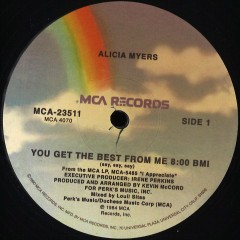 ALICIA MYERS
MCA RECORDS
MCA-23511
MCA 4070
SIDE 1
YOU GET THE BEST FROM ME 8:00 BMI
(say, say, say)
From the MCA LP, MCA-5485 "I Appreciate"
EXECUTIVE PRODUCER: IRENE PERKINS
PRODUCED AND ARRANGED BY KEVIN McCORD
FOR PERK'S MUSIC, INC.
Mixed by Louil Silas
Perk's Music/Duchess Music Corp (MCA)
℗ 1984 MCA
Records, Inc.